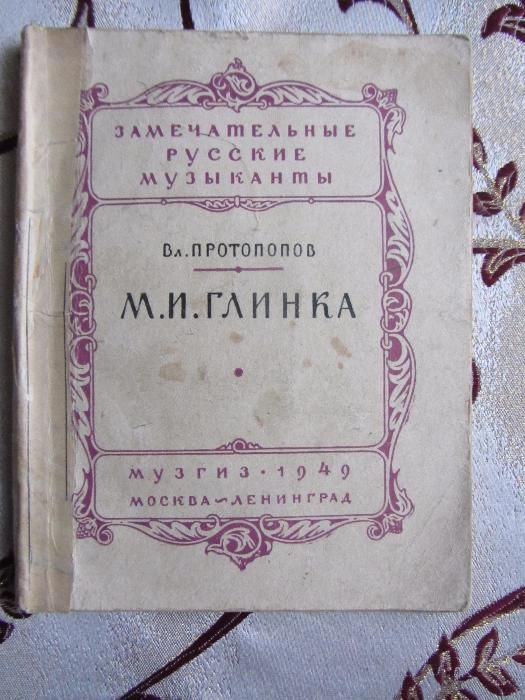 ЗАМЕЧАТЕЛЬНЫЕ
РУССКИЕ
МУЗЫКАНТЫ
Вл. ПРОТОПОПОВ
М. И. ГЛИНКА
МУЗГИЗ · 1949
МОСКВА ~ ЛЕНИНГРАД